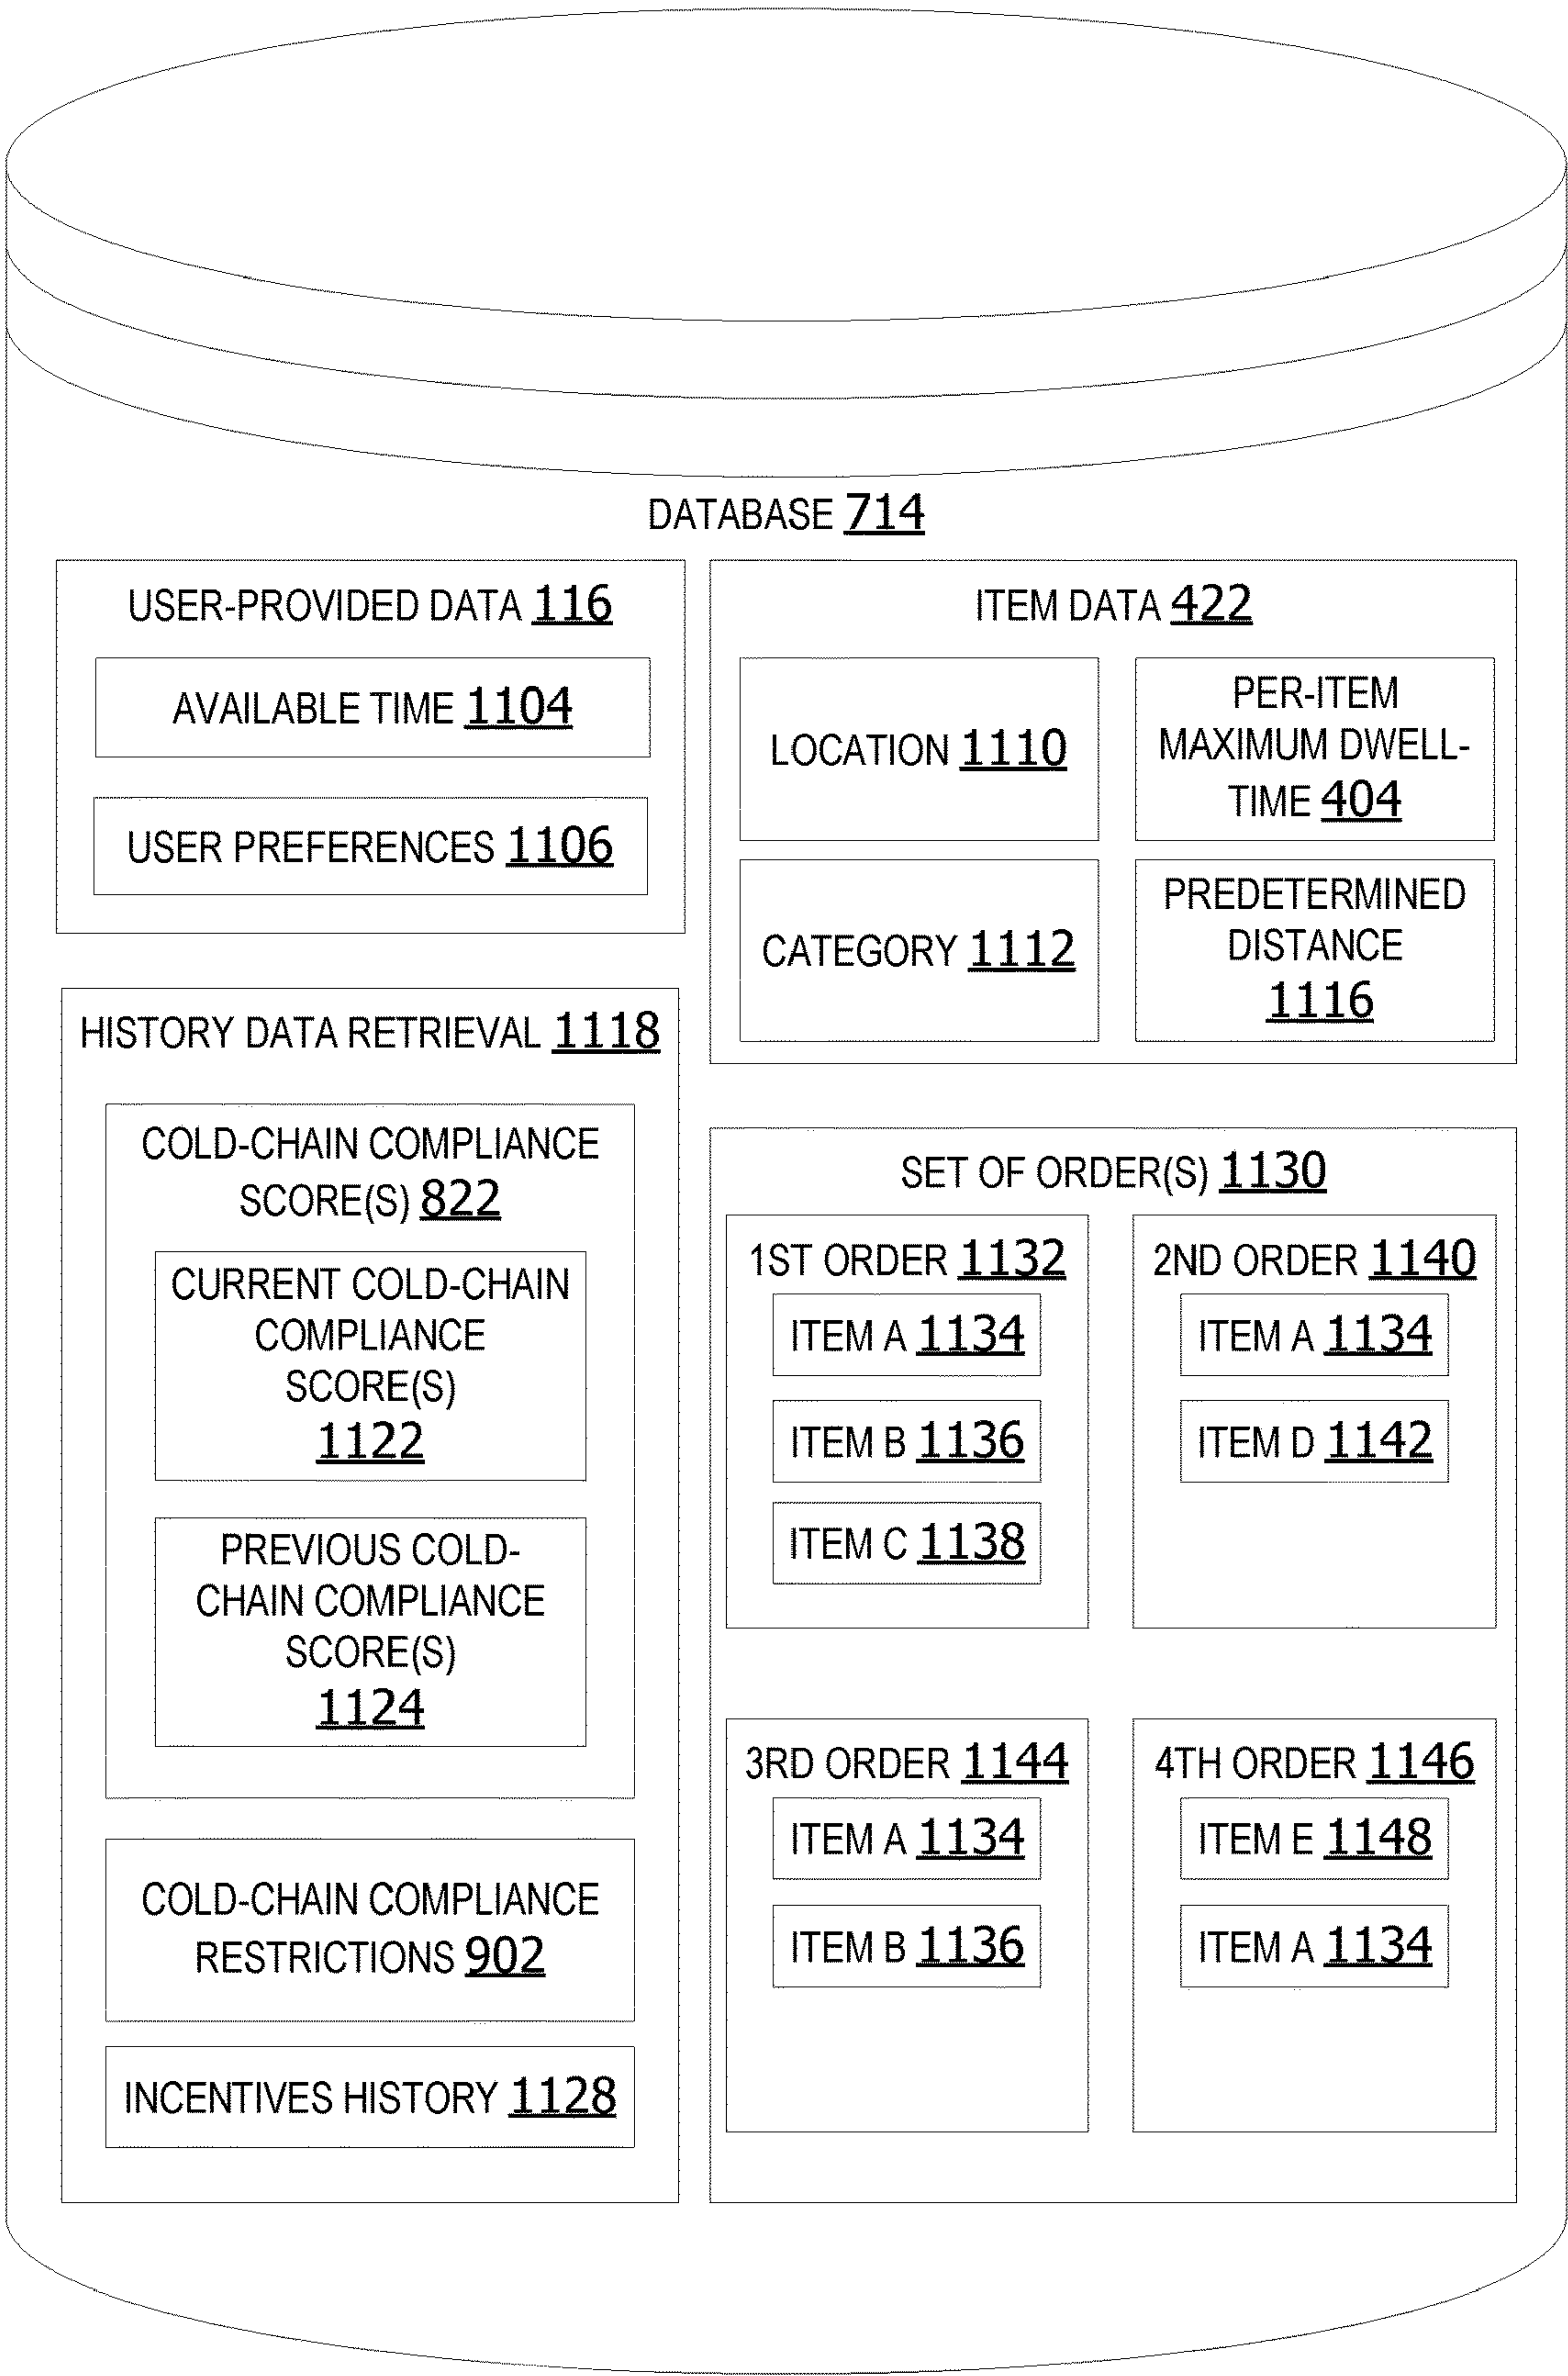 DATABASE 714
USER-PROVIDED DATA 116
AVAILABLE TIME 1104
USER PREFERENCES 1106
ITEM DATA 422
LOCATION 1110
PER-ITEM
MAXIMUM DWELL-
TIME 404
CATEGORY 1112
PREDETERMINED
DISTANCE
1116
HISTORY DATA RETRIEVAL 1118
COLD-CHAIN COMPLIANCE
SCORE(S) 822
CURRENT COLD-CHAIN
COMPLIANCE
SCORE(S)
1122
PREVIOUS COLD-
CHAIN COMPLIANCE
SCORE(S)
1124
COLD-CHAIN COMPLIANCE
RESTRICTIONS 902
INCENTIVES HISTORY 1128
SET OF ORDER(S) 1130
1ST ORDER 1132
ITEM A 1134
ITEM B 1136
ITEM C 1138
2ND ORDER 1140
ITEM A 1134
ITEM D 1142
3RD ORDER 1144
ITEM A 1134
ITEM B 1136
4TH ORDER 1146
ITEM E 1148
ITEM A 1134